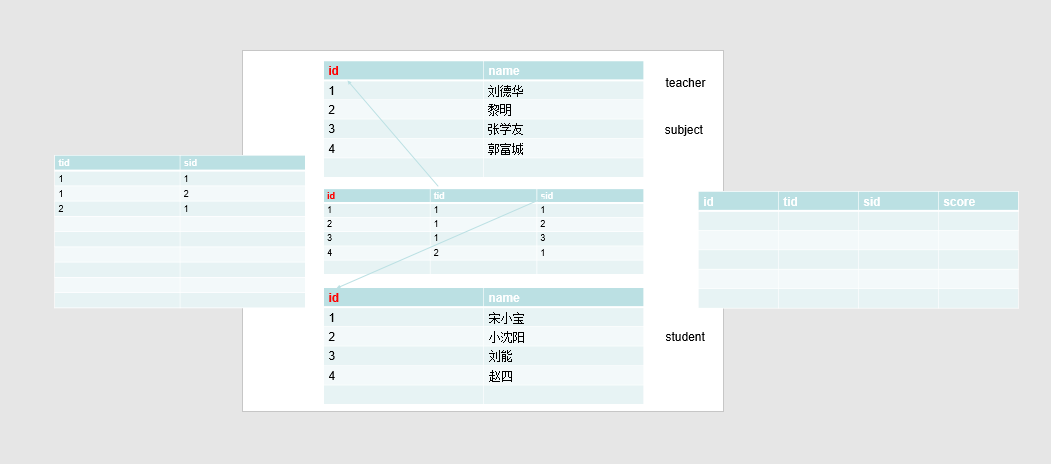 id name
1 刘德华
2 黎明
3 张学友
4 郭富城
teacher
subject
tid sid
1 1
1 2
2 1
id tid sid
1 1 1
2 1 2
3 1 3
4 2 1
id tid sid score
id name
1 宋小宝
2 小沈阳
3 刘能
4 赵四
student